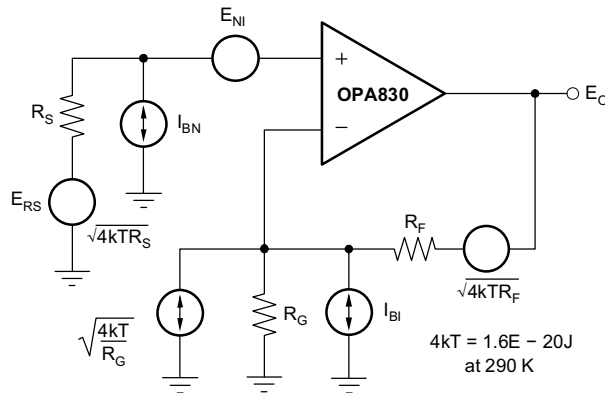 E_NI
+
OPA830
−
E_O
R_S
I_BN
E_RS
√4kTR_S
R_F
√4kTR_F
√4kT/R_G
R_G
I_BI
4kT = 1.6E − 20J
at 290 K